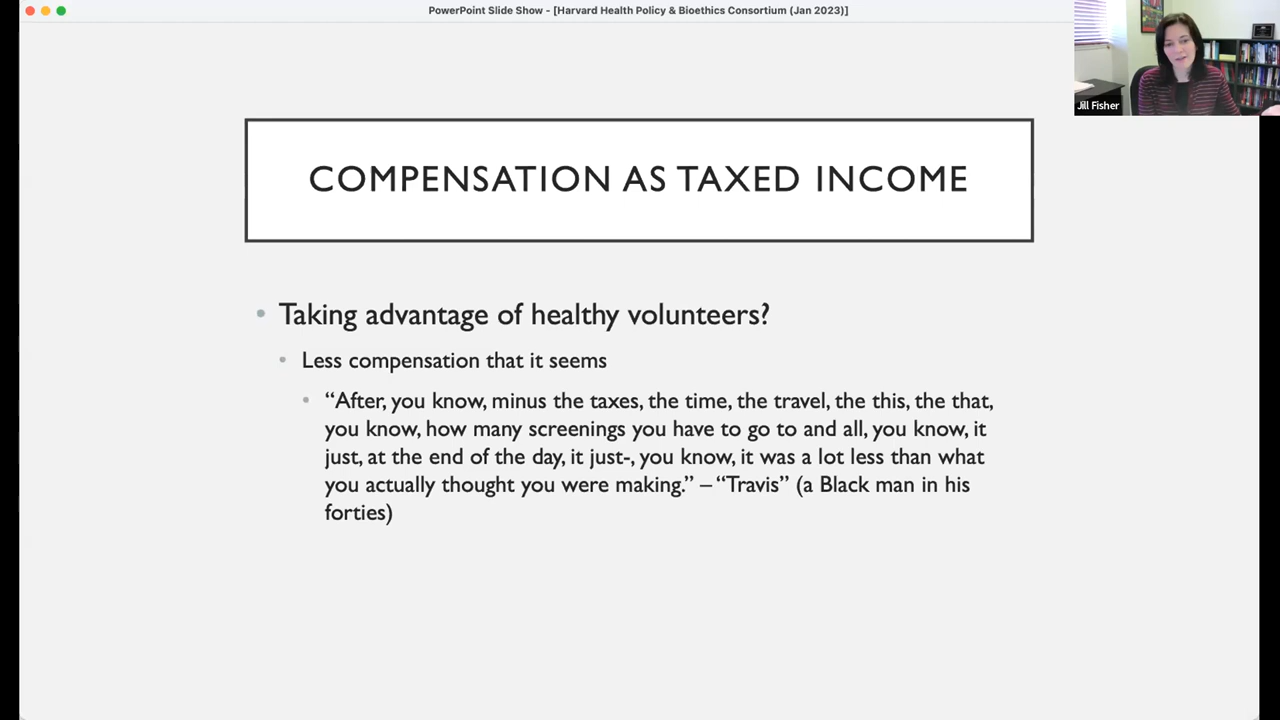 PowerPoint Slide Show - [Harvard Health Policy & Bioethics Consortium (Jan 2023)]
Jill Fisher
COMPENSATION AS TAXED INCOME
• Taking advantage of healthy volunteers?
• Less compensation that it seems
• “After, you know, minus the taxes, the time, the travel, the this, the that,
you know, how many screenings you have to go to and all, you know, it
just, at the end of the day, it just-, you know, it was a lot less than what
you actually thought you were making.” – “Travis” (a Black man in his
forties)